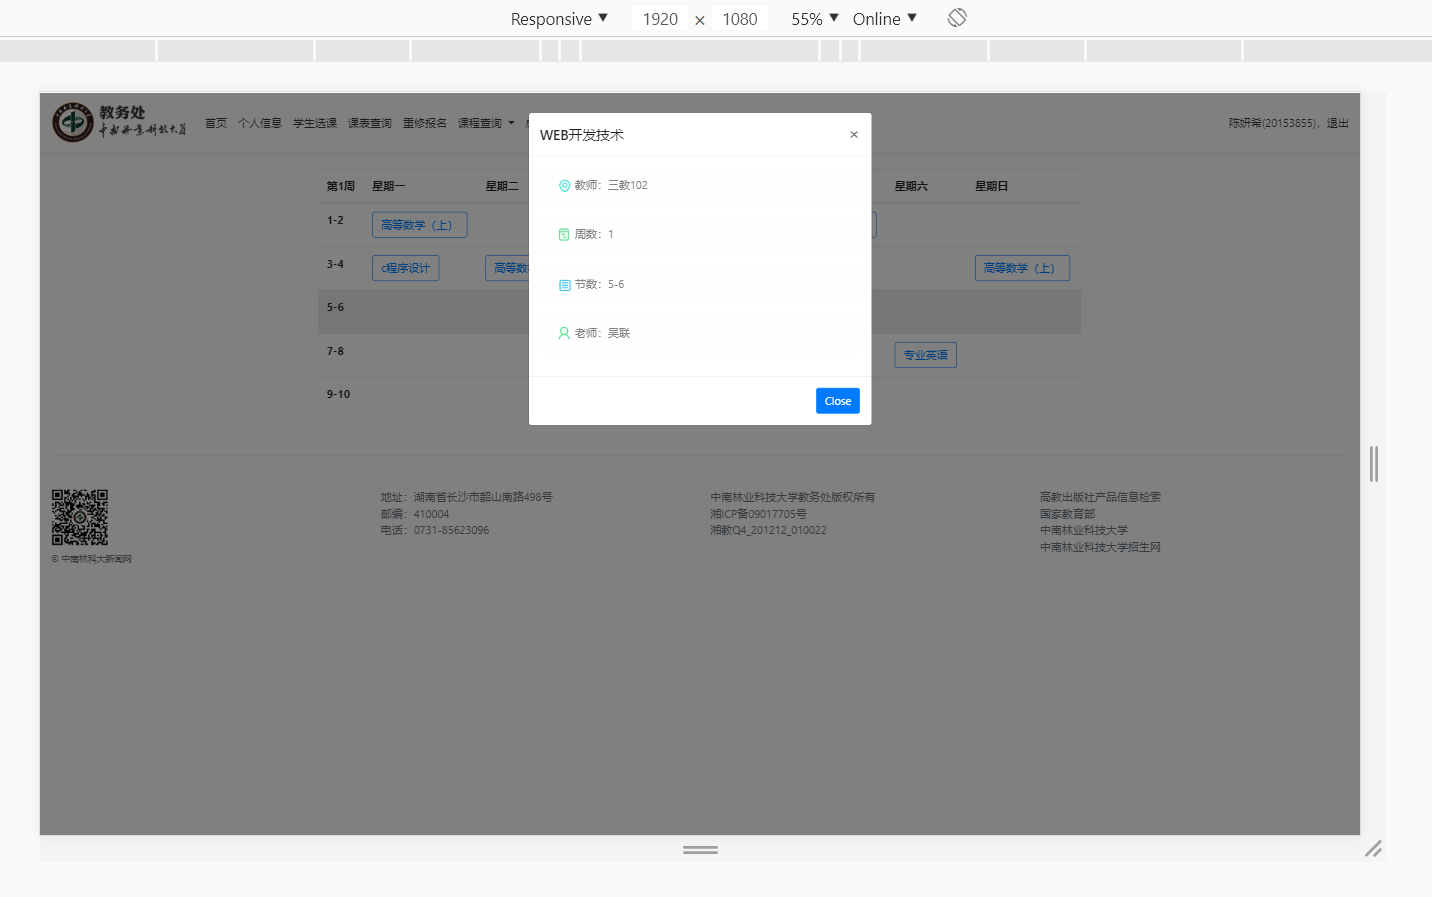 Responsive 1920 × 1080 55% Online
教务处
中南林业科技大学
首页 个人信息 学生选课 课表查询 重修报名 课程查询
陈妍希(20153855)，退出
WEB开发技术 ×
教师：三教102
周数：1
节数：5-6
老师：吴联
Close
第1周 星期一 星期二 星期六 星期日
1-2 高等数学（上）
3-4 c程序设计 高等数 高等数学（上）
5-6
7-8 专业英语
9-10
© 中南林科大新闻网
地址：湖南省长沙市韶山南路498号
邮编：410004
电话：0731-85623096
中南林业科技大学教务处版权所有
湘ICP备09017705号
湘教Q4_201212_010022
高教出版社产品信息检索
国家教育部
中南林业科技大学
中南林业科技大学招生网